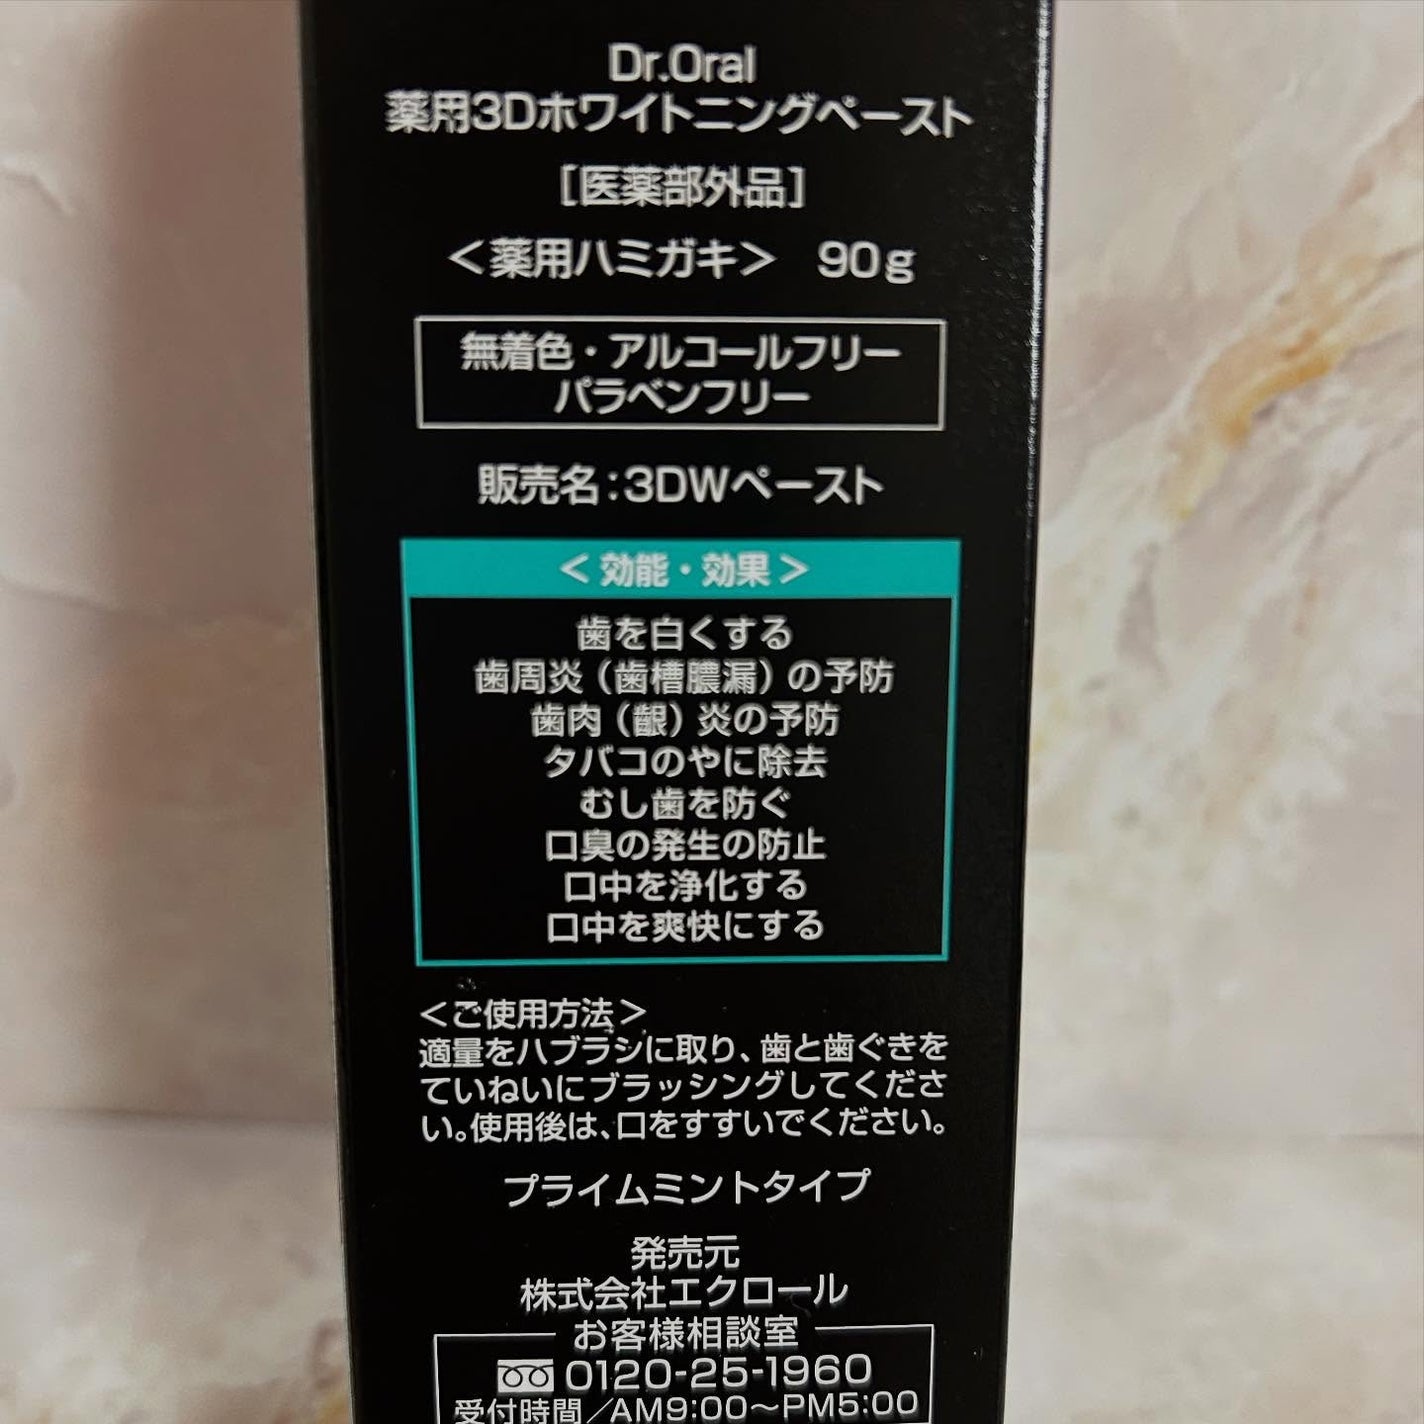 Dr.Oral
薬用3Dホワイトニングペースト
[医薬部外品]
＜薬用ハミガキ＞ 90g
無着色・アルコールフリー
パラベンフリー
販売名:3DWペースト
＜効能・効果＞
歯を白くする
歯周炎（歯槽膿漏）の予防
歯肉（齦）炎の予防
タバコのやに除去
むし歯を防ぐ
口臭の発生の防止
口中を浄化する
口中を爽快にする
＜ご使用方法＞
適量をハブラシに取り、歯と歯ぐきを
ていねいにブラッシングしてくださ
い。使用後は、口をすすいでください。
プライムミントタイプ
発売元
株式会社エクロール
お客様相談室
0120-25-1960
受付時間／AM9:00～PM5:00